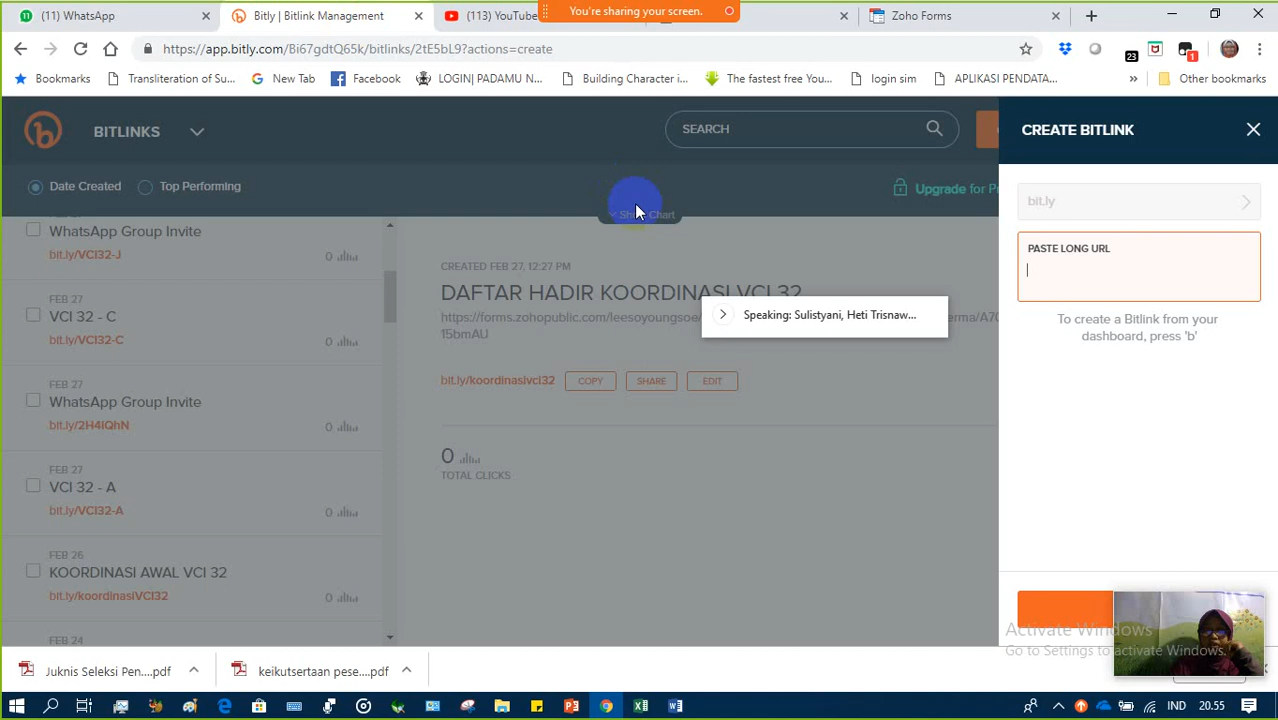 (11) WhatsApp
Bitly | Bitlink Management
(113) YouTube
You're sharing your screen.
Zoho Forms
https://app.bitly.com/Bi67gdtQ65k/bitlinks/2tE5bL9?actions=create
23
1
Bookmarks
Transliteration of Su...
New Tab
Facebook
LOGIN| PADAMU N...
Building Character i...
The fastest free You...
login sim
APLIKASI PENDATA...
»
Other bookmarks
BITLINKS
SEARCH
CREATE BITLINK
Date Created
Top Performing
Upgrade for Pr
Chart
bit.ly
PASTE LONG URL
To create a Bitlink from your
dashboard, press 'b'
WhatsApp Group Invite
bit.ly/VCI32-J
0
FEB 27
VCI 32 - C
bit.ly/VCI32-C
0
FEB 27
WhatsApp Group Invite
bit.ly/2H4IQhN
0
FEB 27
VCI 32 - A
bit.ly/VCI32-A
0
FEB 26
KOORDINASI AWAL VCI 32
bit.ly/koordinasiVCI32
0
FEB 24
CREATED FEB 27, 12:27 PM
DAFTAR HADIR KOORDINASI VCI 32
https://forms.zohopublic.com/leesoyoungsoe/
erma/A70
15bmAU
Speaking: Sulistyani, Heti Trisnaw...
bit.ly/koordinasivci32
COPY
SHARE
EDIT
0
TOTAL CLICKS
Activate Windows
Go to Settings to activate Windows.
Juknis Seleksi Pen....pdf
keikutsertaan pese....pdf
IND
20.55